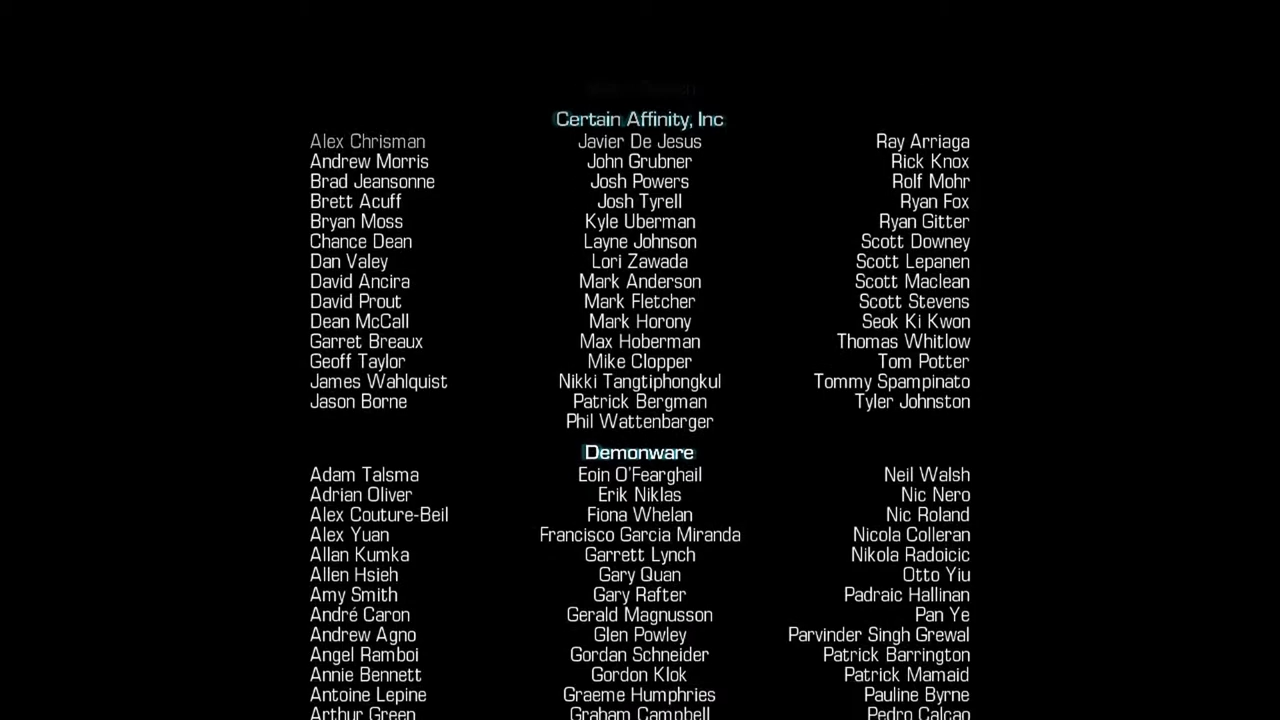 Certain Affinity, Inc
Alex Chrisman Javier De Jesus Ray Arriaga
Andrew Morris John Grubner Rick Knox
Brad Jeansonne Josh Powers Rolf Mohr
Brett Acuff Josh Tyrell Ryan Fox
Bryan Moss Kyle Uberman Ryan Gitter
Chance Dean Layne Johnson Scott Downey
Dan Valey Lori Zawada Scott Lepanen
David Ancira Mark Anderson Scott Maclean
David Prout Mark Fletcher Scott Stevens
Dean McCall Mark Horony Seok Ki Kwon
Garret Breaux Max Hoberman Thomas Whitlow
Geoff Taylor Mike Clopper Tom Potter
James Wahlquist Nikki Tangtiphongkul Tommy Spampinato
Jason Borne Patrick Bergman Tyler Johnston
Phil Wattenbarger
Demonware
Adam Talsma Eoin O'Fearghail Neil Walsh
Adrian Oliver Erik Niklas Nic Nero
Alex Couture-Beil Fiona Whelan Nic Roland
Alex Yuan Francisco Garcia Miranda Nicola Colleran
Allan Kumka Garrett Lynch Nikola Radoicic
Allen Hsieh Gary Quan Otto Yiu
Amy Smith Gary Rafter Padraic Hallinan
André Caron Gerald Magnusson Pan Ye
Andrew Agno Glen Powley Parvinder Singh Grewal
Angel Ramboi Gordan Schneider Patrick Barrington
Annie Bennett Gordon Klok Patrick Mamaid
Antoine Lepine Graeme Humphries Pauline Byrne
Arthur Green Graham Campbell Pedro Calcao